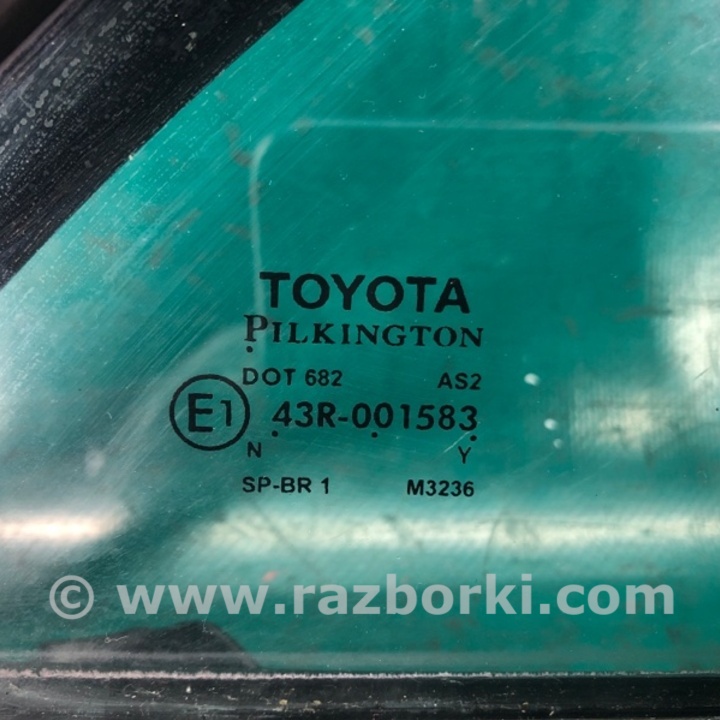 TOYOTA
PILKINGTON
DOT 682 AS2
E1 43R-001583
N Y
SP-BR 1 M3236
© www.razborki.com